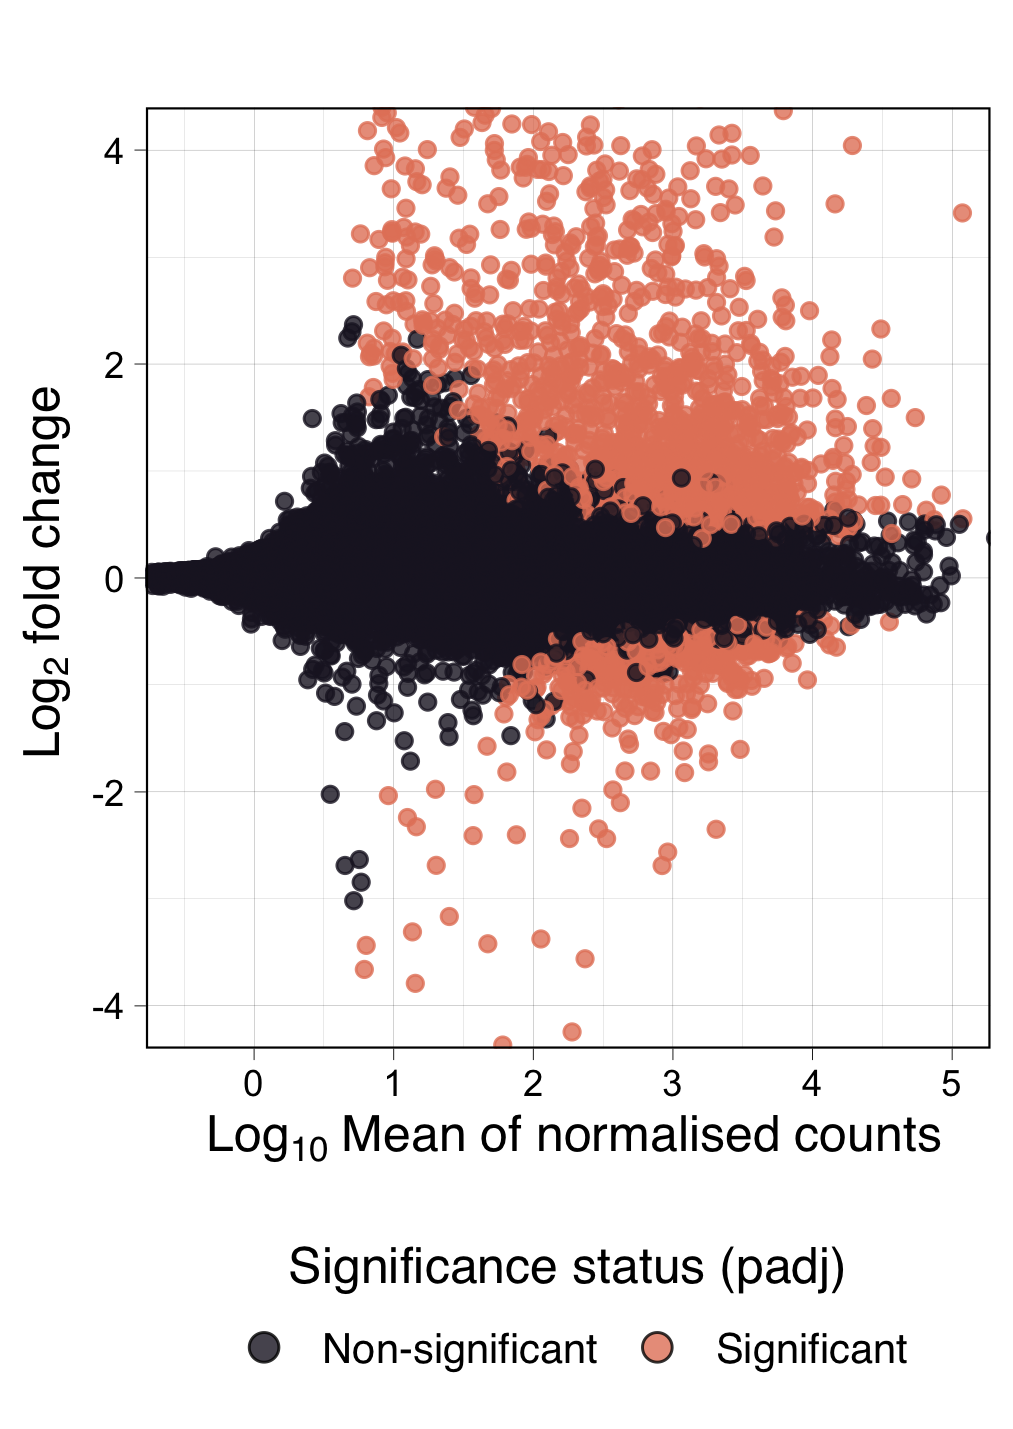 4
2
0
-2
-4
Log₂ fold change
0 1 2 3 4 5
Log₁₀ Mean of normalised counts
Significance status (padj)
Non-significant Significant